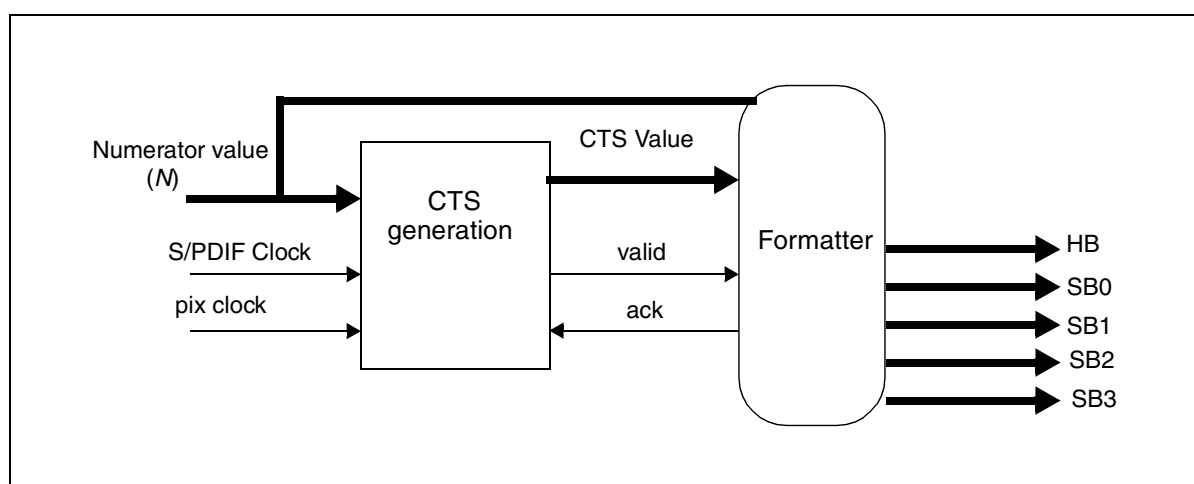 Numerator value
(N)
S/PDIF Clock
pix clock
CTS
generation
CTS Value
valid
ack
Formatter
HB
SB0
SB1
SB2
SB3